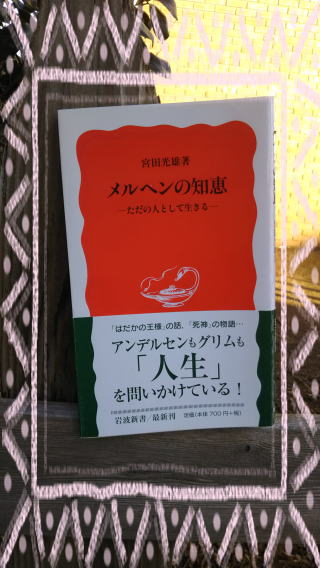 宮田光雄著
メルヘンの知恵
―ただの人として生きる―
「はだかの王様」の話、「死神」の物語…
アンデルセンもグリムも
「人生」
を問いかけている!
岩波新書/最新刊 定価(本体700円+税)